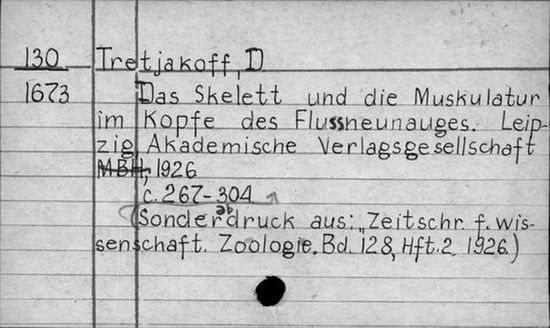 130 Tretjakoff, D
1673 Das Skelett und die Muskulatur
im Kopfe des Flussneunauges. Leip-
zig, Akademische Verlagsgesellschaft
MBH, 1926
c. 267-304
(Sonderabdruck aus: „Zeitschr. f. wis-
senschaft. Zoologie. Bd. 128, Hft. 2 1926.)